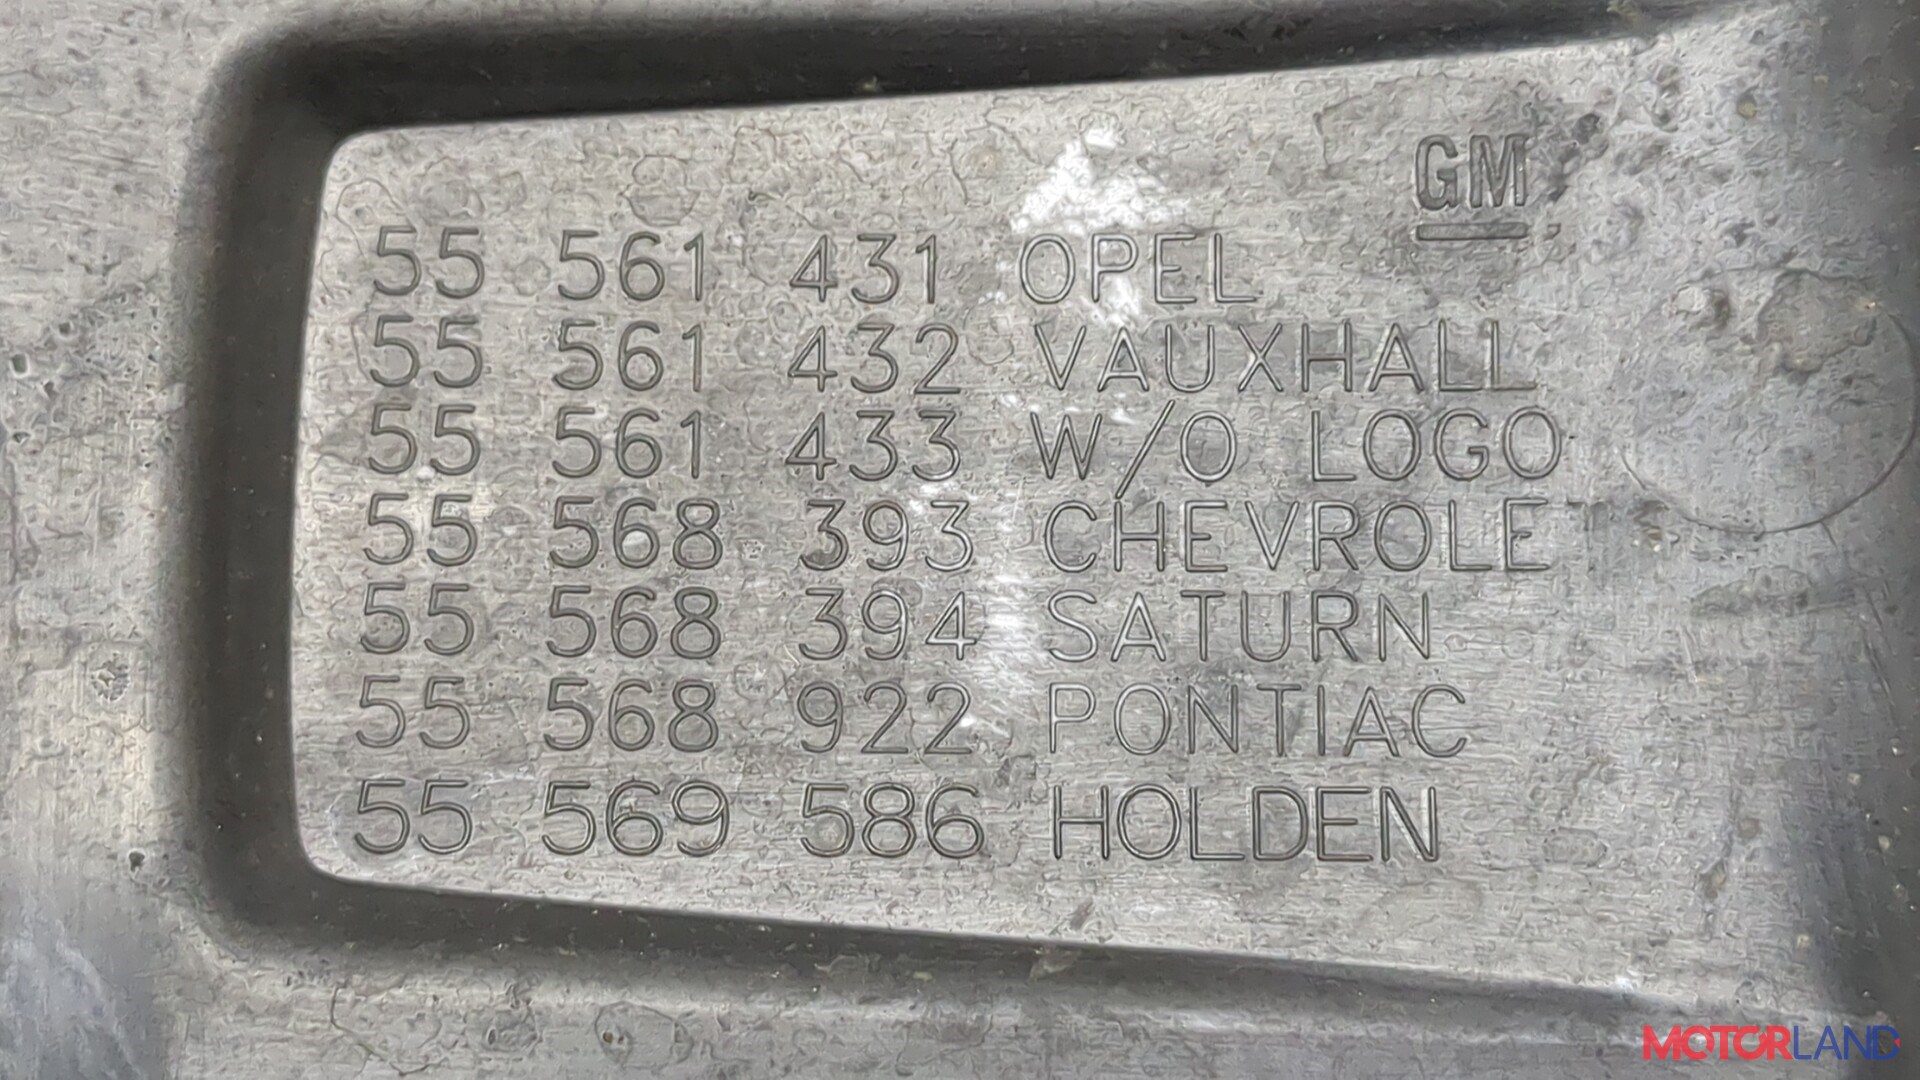 GM
55 561 431 OPEL
55 561 432 VAUXHALL
55 561 433 W/O LOGO
55 568 393 CHEVROLE
55 568 394 SATURN
55 568 922 PONTIAC
55 569 586 HOLDEN
MOTORLAND